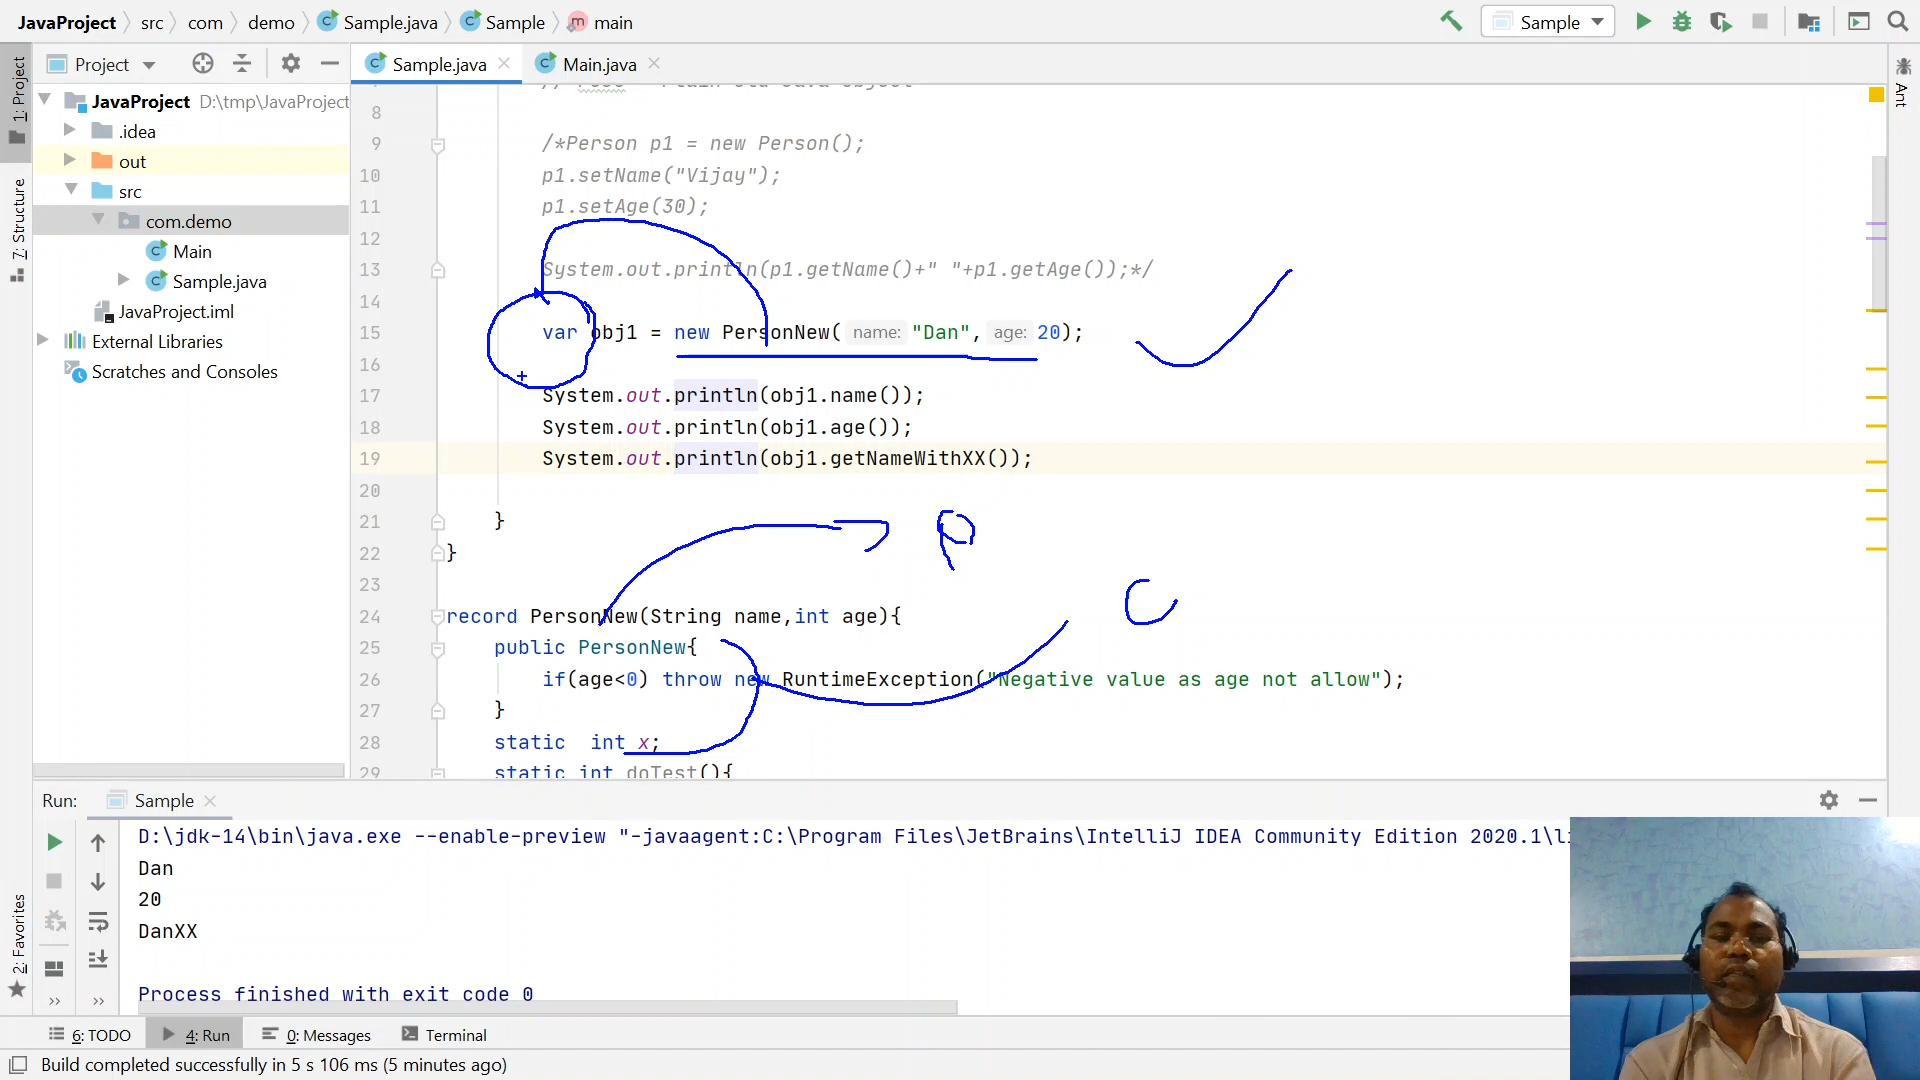 JavaProject src com demo Sample.java Sample main
Sample
Project
Sample.java
Main.java
1: Project
7: Structure
2: Favorites
Ant
JavaProject D:\tmp\JavaProject
.idea
out
src
com.demo
Main
Sample.java
JavaProject.iml
External Libraries
Scratches and Consoles
8
9 /*Person p1 = new Person();
10 p1.setName("Vijay");
11 p1.setAge(30);
12
13 System.out.println(p1.getName()+" "+p1.getAge());*/
14
15 var obj1 = new PersonNew( name: "Dan", age: 20);
16
17 System.out.println(obj1.name());
18 System.out.println(obj1.age());
19 System.out.println(obj1.getNameWithXX());
20
21 }
22 }
P
C
23
24 record PersonNew(String name,int age){
25 public PersonNew{
26 if(age<0) throw new RuntimeException("Negative value as age not allow");
27 }
28 static int x;
29 static int doTest(){
Run: Sample
D:\jdk-14\bin\java.exe --enable-preview "-javaagent:C:\Program Files\JetBrains\IntelliJ IDEA Community Edition 2020.1\li
Dan
20
DanXX
Process finished with exit code 0
6: TODO 4: Run 0: Messages Terminal
Build completed successfully in 5 s 106 ms (5 minutes ago)